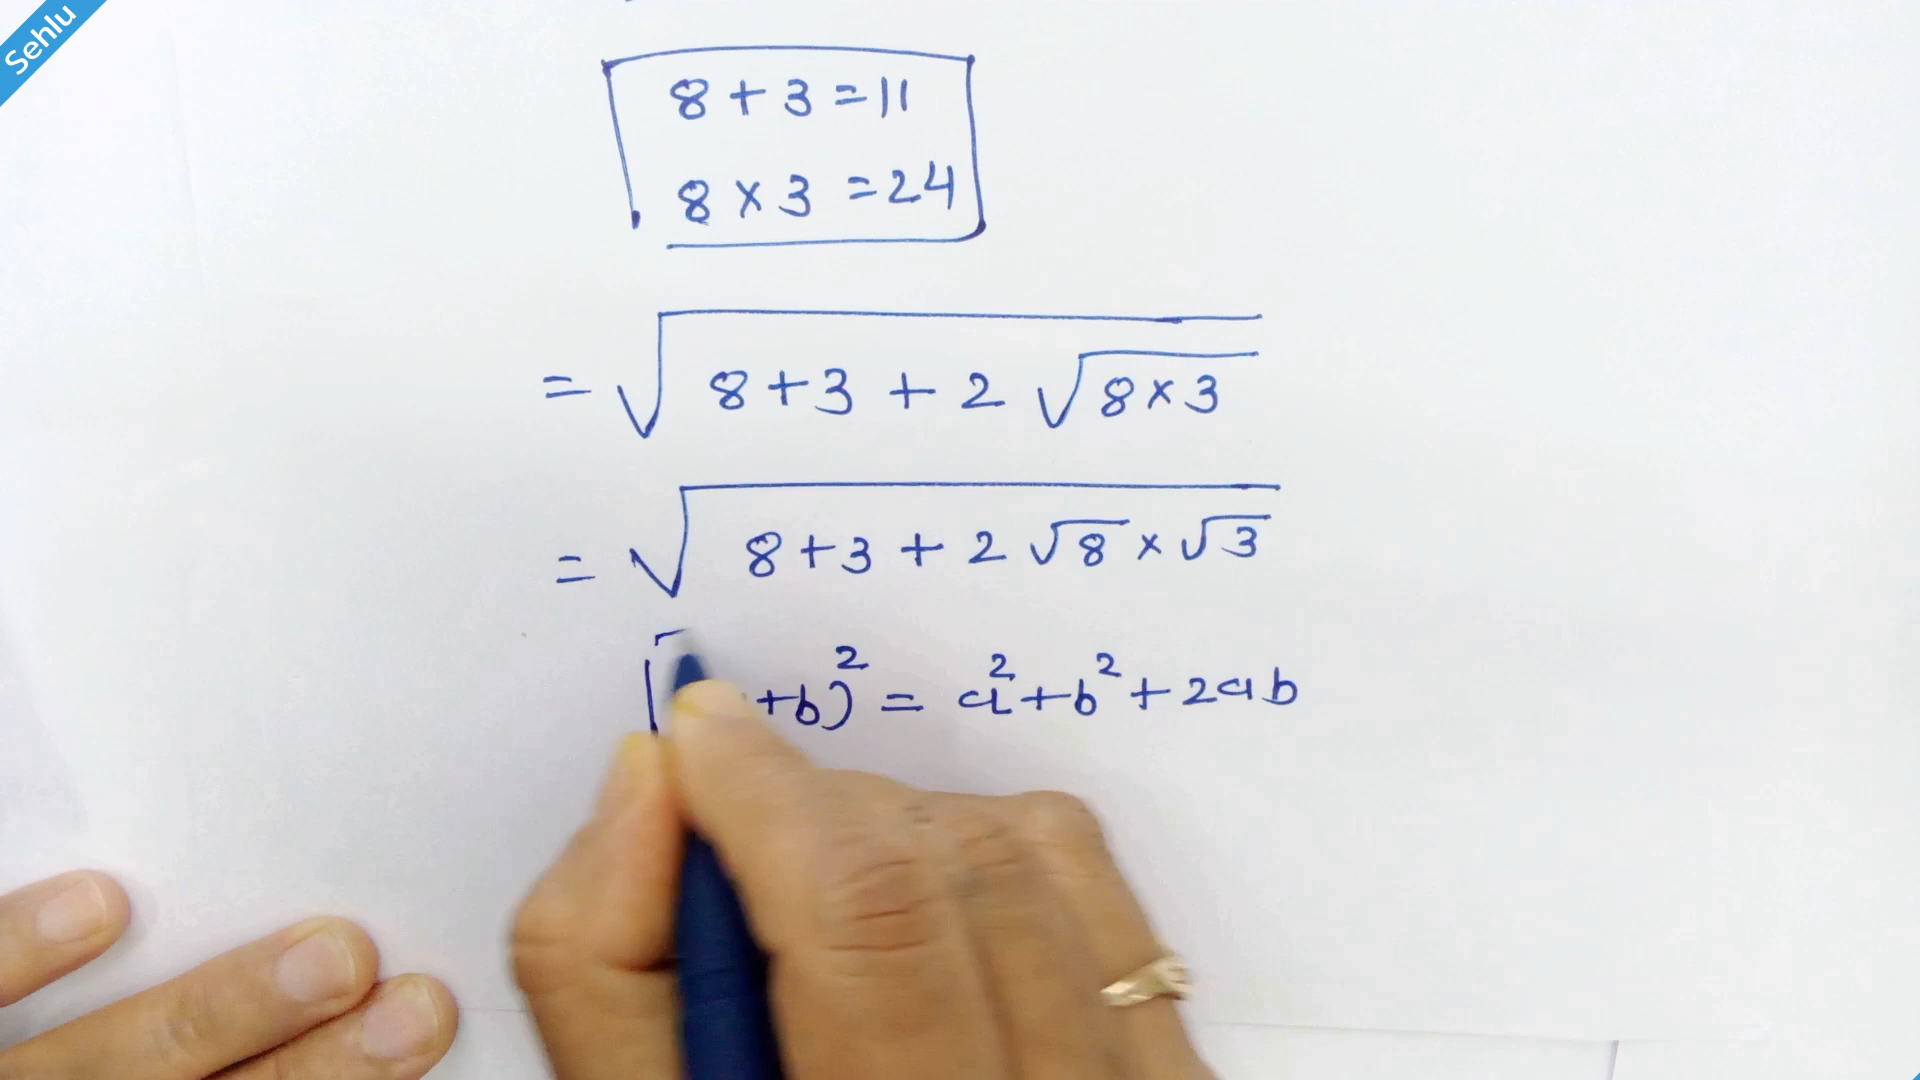 Sehlu
8 + 3 = 11
8 × 3 = 24
= √(8+3 + 2 √(8×3))
= √(8+3 + 2 √8 × √3)
+b)² = a²+b²+2ab